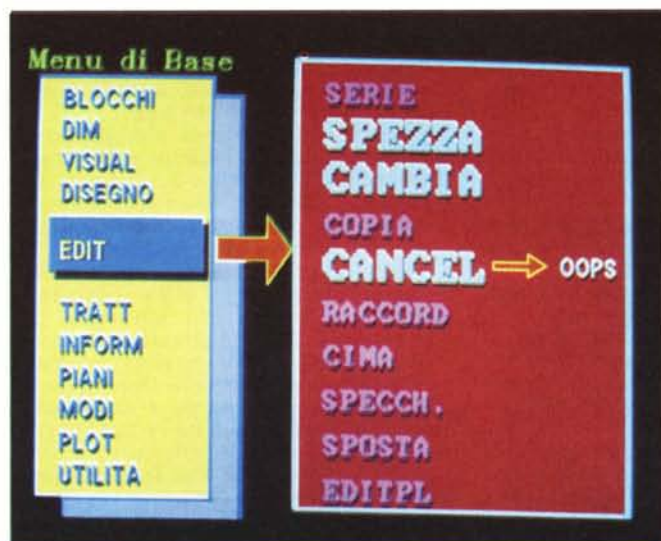 Menu di Base
BLOCCHI
DIM
VISUAL
DISEGNO
EDIT
TRATT
INFORM
PIANI
MODI
PLOT
UTILITA
SERIE
SPEZZA
CAMBIA
COPIA
CANCEL
OOPS
RACCORD
CIMA
SPECCH.
SPOSTA
EDITPL